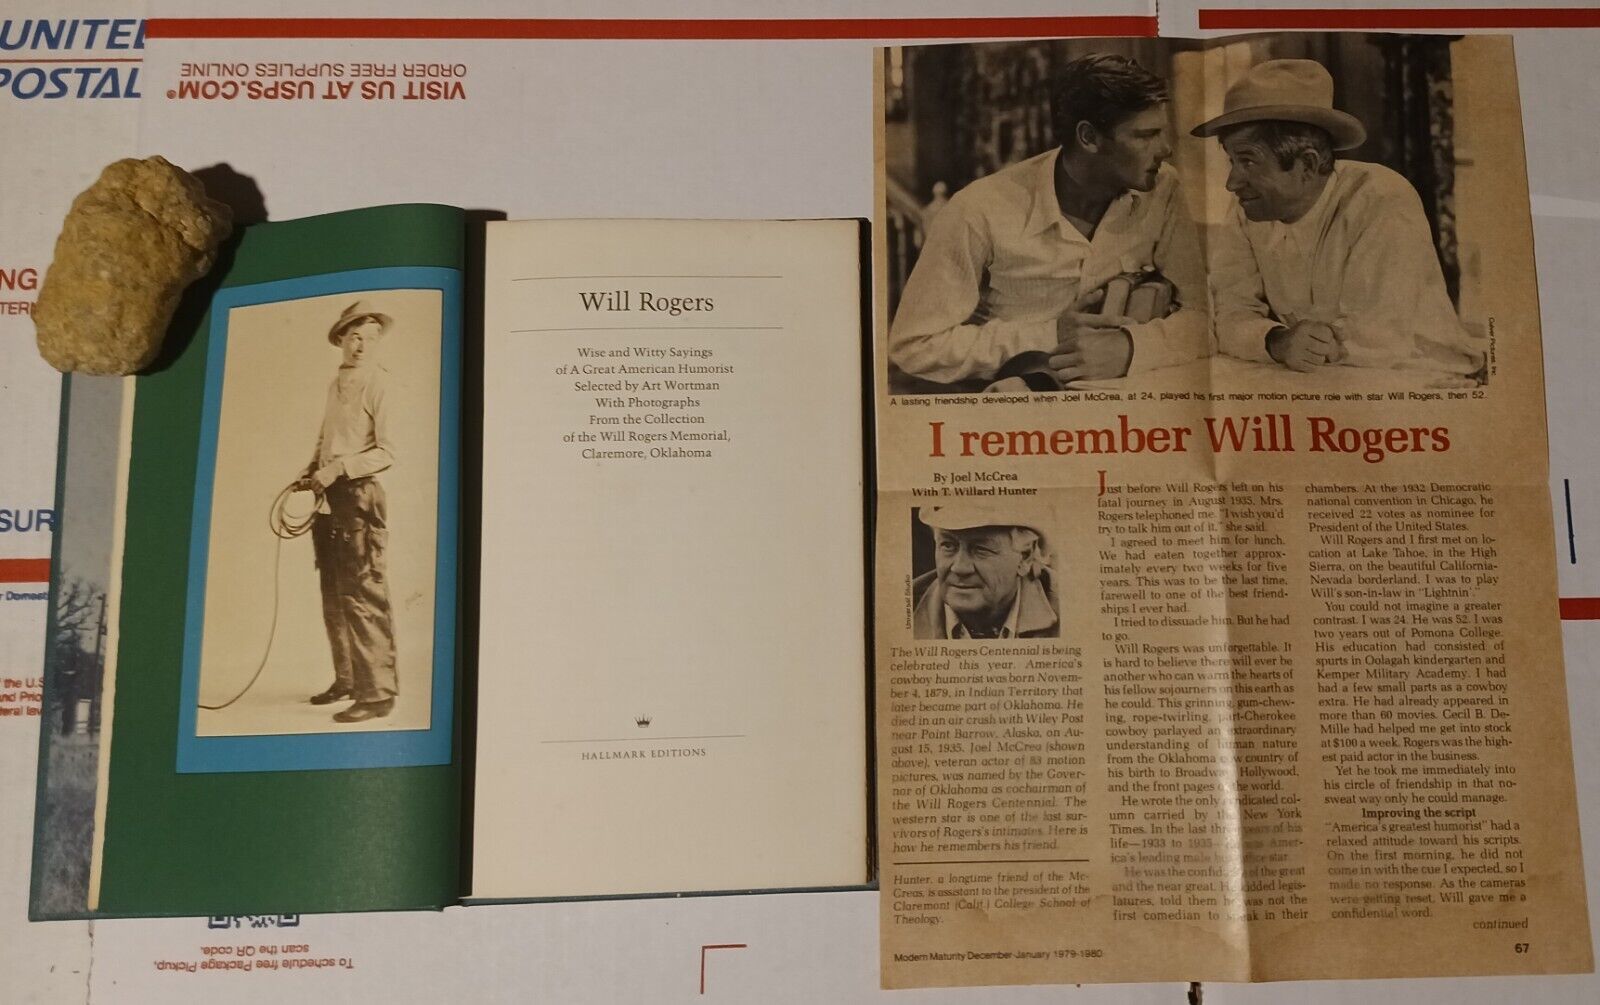 UNITE
POSTAL
VISIT US AT USPS.COM®
ORDER FREE SUPPLIES ONLINE
NG
TERN
SUR
r Domest
f the U.S
and Pric
eral lav
To schedule free Package Pickup,
scan the QR code.
Will Rogers
Wise and Witty Sayings
of A Great American Humorist
Selected by Art Wortman
With Photographs
From the Collection
of the Will Rogers Memorial,
Claremore, Oklahoma
HALLMARK EDITIONS
Culver Pictures, Inc.
A lasting friendship developed when Joel McCrea, at 24, played his first major motion picture role with star Will Rogers, then 52.
I remember Will Rogers
By Joel McCrea
With T. Willard Hunter
Universal Studio
The Will Rogers Centennial is being
celebrated this year. America's
cowboy humorist was born Novem-
ber 4, 1879, in Indian Territory that
later became part of Oklahoma. He
died in an air crash with Wiley Post
near Point Barrow, Alaska, on Au-
gust 15, 1935. Joel McCrea (shown
above), veteran actor of 83 motion
pictures, was named by the Gover-
nor of Oklahoma as cochairman of
the Will Rogers Centennial. The
western star is one of the last sur-
vivors of Rogers's intimates. Here is
how he remembers his friend.
Hunter, a longtime friend of the Mc-
Creas, is assistant to the president of the
Claremont (Calif.) College School of
Theology.
Just before Will Rogers left on his
fatal journey in August 1935, Mrs.
Rogers telephoned me. "I wish you'd
try to talk him out of it," she said.
I agreed to meet him for lunch.
We had eaten together approx-
imately every two weeks for five
years. This was to be the last time,
farewell to one of the best friend-
ships I ever had.
I tried to dissuade him. But he had
to go.
Will Rogers was unforgettable. It
is hard to believe there will ever be
another who can warm the hearts of
his fellow sojourners on this earth as
he could. This grinning, gum-chew-
ing, rope-twirling, part-Cherokee
cowboy parlayed an extraordinary
understanding of human nature
from the Oklahoma cow country of
his birth to Broadway, Hollywood,
and the front pages of the world.
He wrote the only syndicated col-
umn carried by the New York
Times. In the last three years of his
life—1933 to 1935— was Amer-
ica's leading male box-office star.
He was the confidant of the great
and the near great. He kidded legis-
latures, told them he was not the
first comedian to speak in their
chambers. At the 1932 Democratic
national convention in Chicago, he
received 22 votes as nominee for
President of the United States.
Will Rogers and I first met on lo-
cation at Lake Tahoe, in the High
Sierra, on the beautiful California-
Nevada borderland. I was to play
Will's son-in-law in "Lightnin'."
You could not imagine a greater
contrast. I was 24. He was 52. I was
two years out of Pomona College.
His education had consisted of
spurts in Oolagah kindergarten and
Kemper Military Academy. I had
had a few small parts as a cowboy
extra. He had already appeared in
more than 60 movies. Cecil B. De-
Mille had helped me get into stock
at $100 a week. Rogers was the high-
est paid actor in the business.
Yet he took me immediately into
his circle of friendship in that no-
sweat way only he could manage.
Improving the script
"America's greatest humorist" had a
relaxed attitude toward his scripts.
On the first morning, he did not
come in with the cue I expected, so I
made no response. As the cameras
were getting reset, Will gave me a
confidential word.
continued
Modern Maturity December-January 1979-1980
67